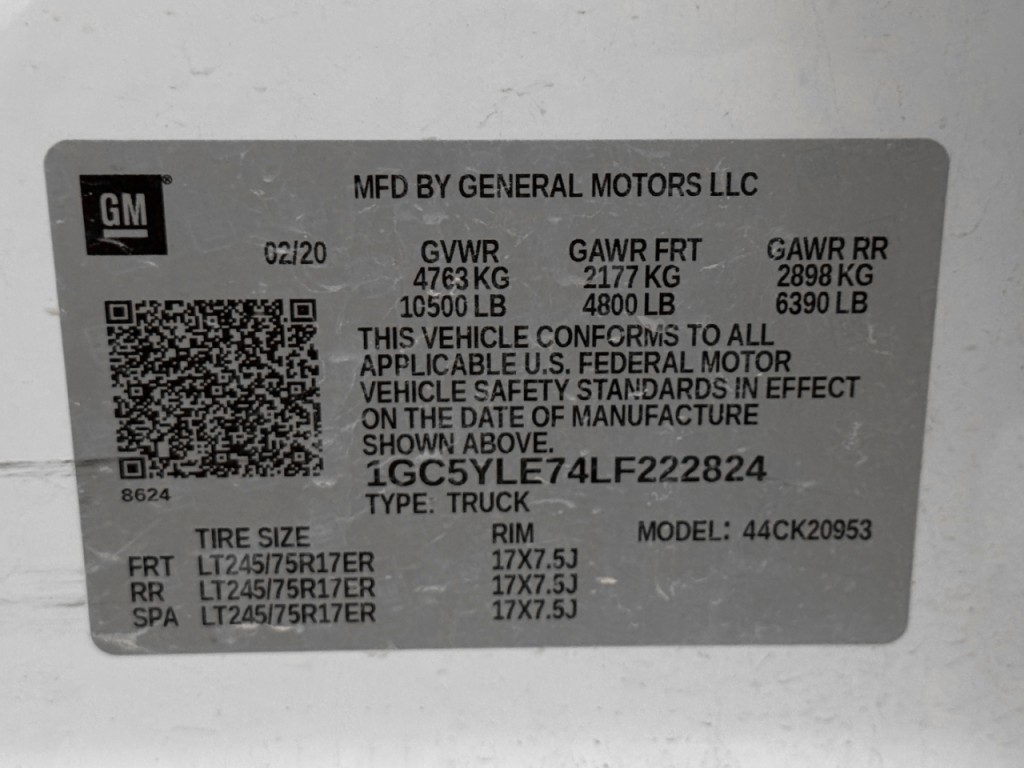 GM®
MFD BY GENERAL MOTORS LLC
02/20 GVWR GAWR FRT GAWR RR
4763 KG 2177 KG 2898 KG
10500 LB 4800 LB 6390 LB
THIS VEHICLE CONFORMS TO ALL
APPLICABLE U.S. FEDERAL MOTOR
VEHICLE SAFETY STANDARDS IN EFFECT
ON THE DATE OF MANUFACTURE
SHOWN ABOVE.
1GC5YLE74LF222824
8624
TYPE: TRUCK
TIRE SIZE RIM MODEL: 44CK20953
FRT LT245/75R17ER 17X7.5J
RR LT245/75R17ER 17X7.5J
SPA LT245/75R17ER 17X7.5J